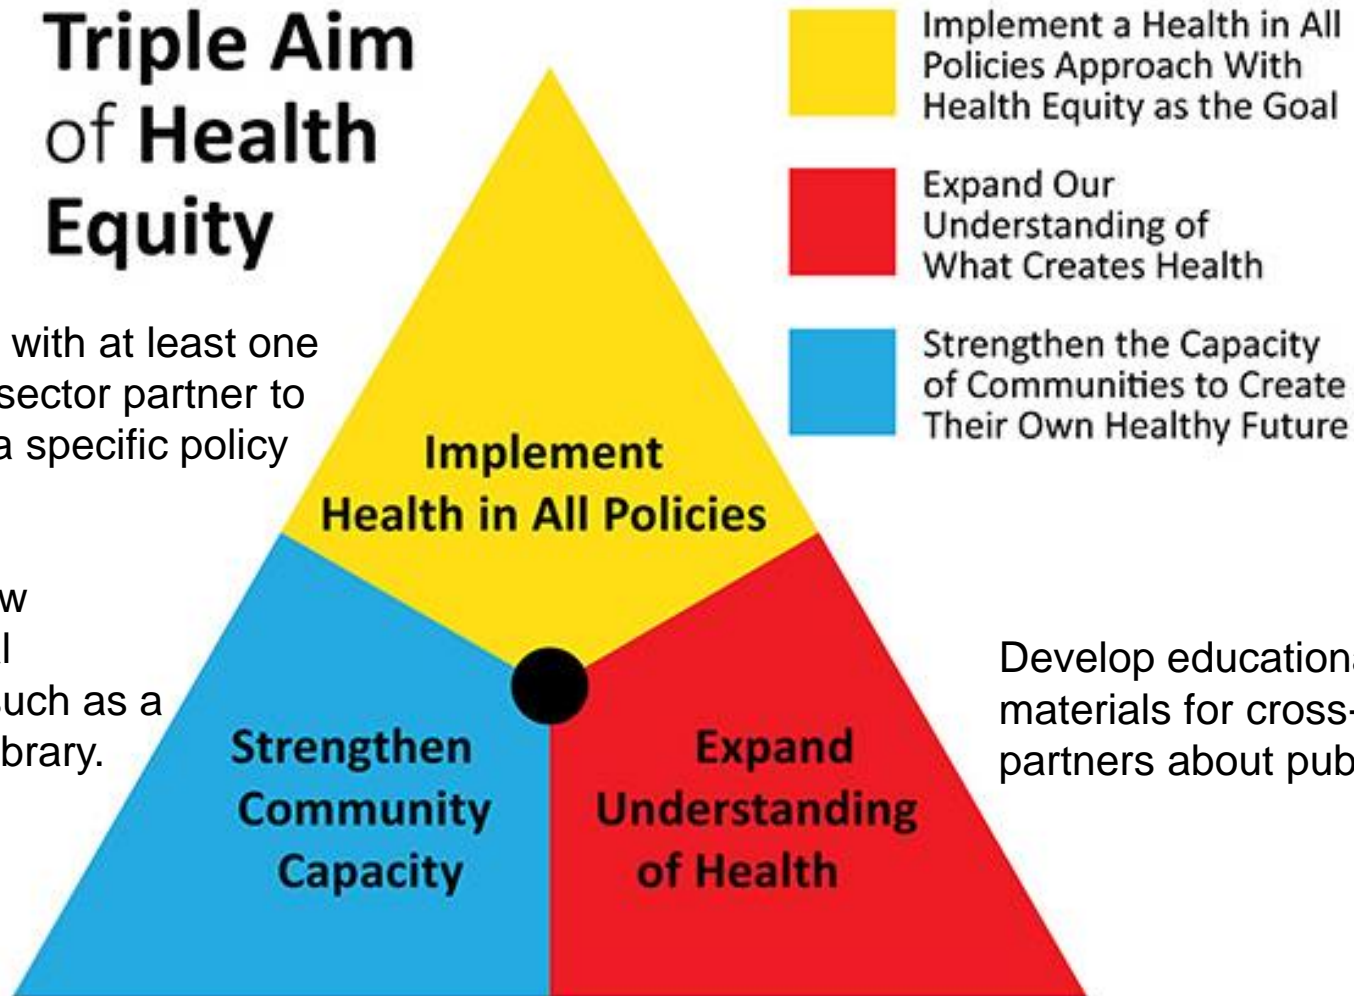 Triple Aim
of Health
Equity
Implement a Health in All
Policies Approach With
Health Equity as the Goal
Expand Our
Understanding of
What Creates Health
Strengthen the Capacity
of Communities to Create
Their Own Healthy Future
with at least one
sector partner to
a specific policy
Implement
Health in All Policies
such as a
Develop
materials for cross-
partners about
Strengthen
Community
Capacity
Expand
Understanding
of Health